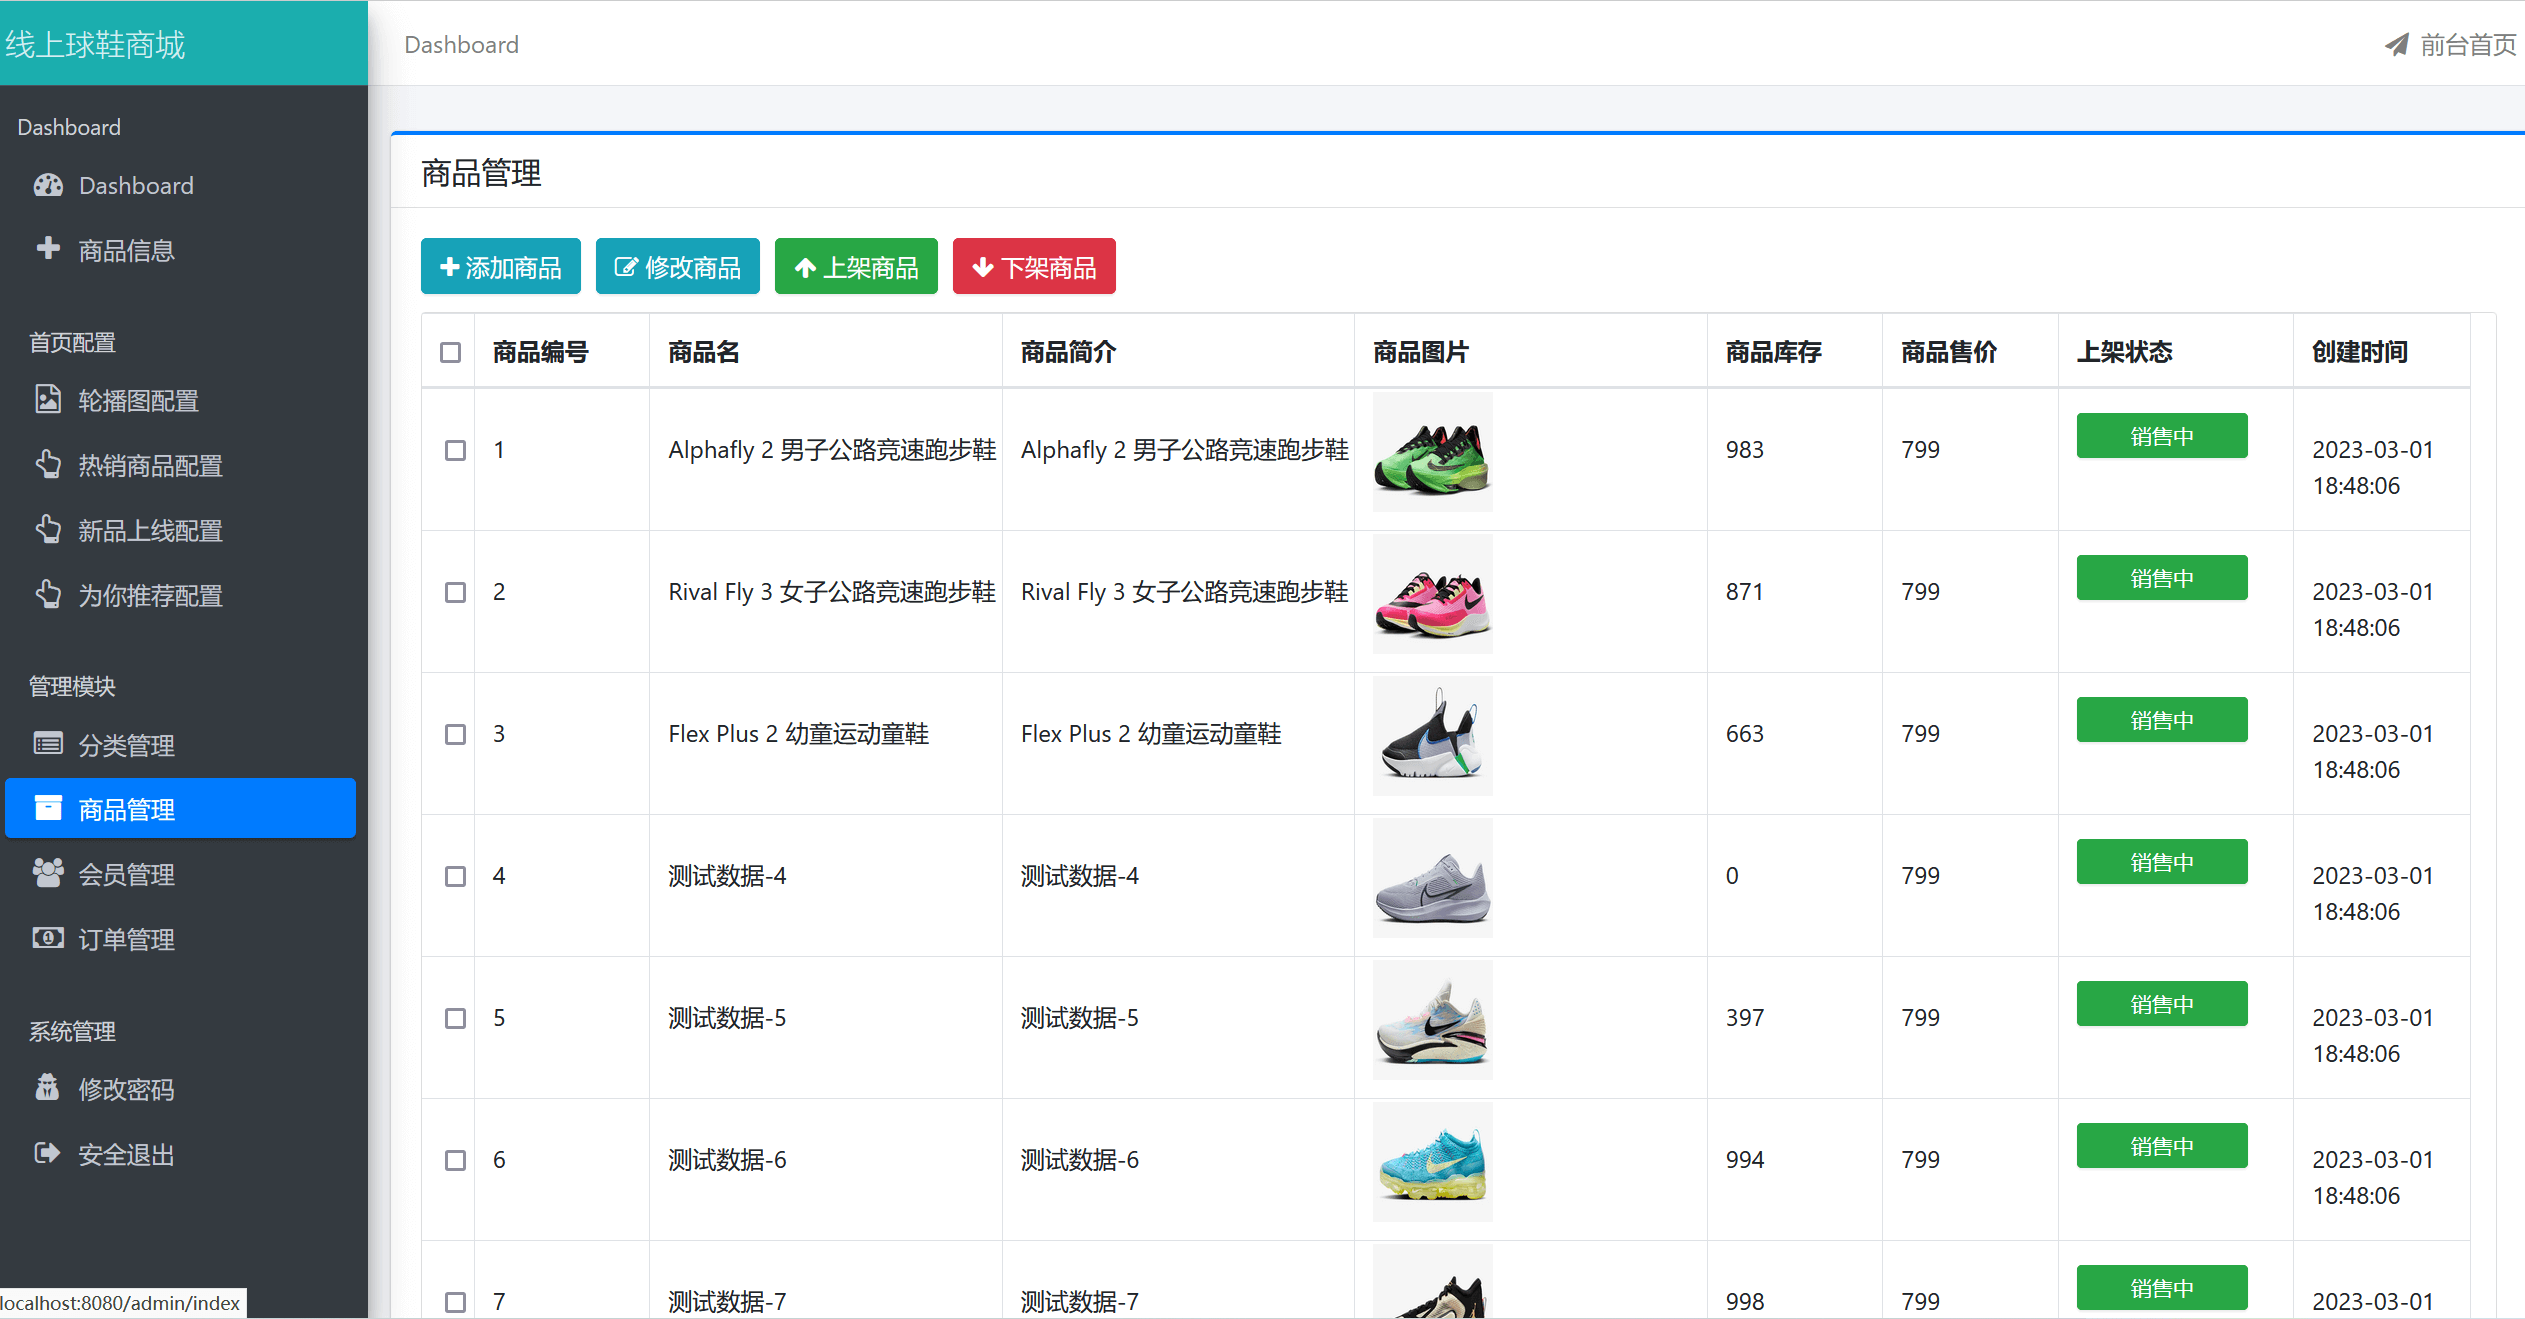 线上球鞋商城
Dashboard
前台首页
Dashboard
Dashboard
商品信息
首页配置
轮播图配置
热销商品配置
新品上线配置
为你推荐配置
管理模块
分类管理
商品管理
会员管理
订单管理
系统管理
修改密码
安全退出
localhost:8080/admin/index
商品管理
添加商品 修改商品 上架商品 下架商品
商品编号 商品名 商品简介 商品图片 商品库存 商品售价 上架状态 创建时间
1 Alphafly 2 男子公路竞速跑步鞋 Alphafly 2 男子公路竞速跑步鞋 983 799 销售中 2023-03-01
18:48:06
2 Rival Fly 3 女子公路竞速跑步鞋 Rival Fly 3 女子公路竞速跑步鞋 871 799 销售中 2023-03-01
18:48:06
3 Flex Plus 2 幼童运动童鞋 Flex Plus 2 幼童运动童鞋 663 799 销售中 2023-03-01
18:48:06
4 测试数据-4 测试数据-4 0 799 销售中 2023-03-01
18:48:06
5 测试数据-5 测试数据-5 397 799 销售中 2023-03-01
18:48:06
6 测试数据-6 测试数据-6 994 799 销售中 2023-03-01
18:48:06
7 测试数据-7 测试数据-7 998 799 销售中 2023-03-01